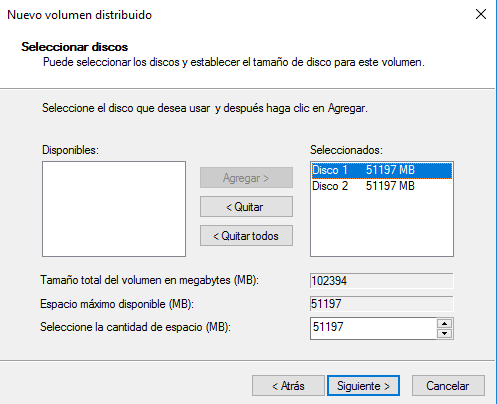 Nuevo volumen distribuido
Seleccionar discos
Puede seleccionar los discos y establecer el tamaño de disco para este volumen.
Seleccione el disco que desea usar y después haga clic en Agregar.
Disponibles:
Seleccionados:
Agregar >
< Quitar
< Quitar todos
Disco 1 51197 MB
Disco 2 51197 MB
Tamaño total del volumen en megabytes (MB): 102394
Espacio máximo disponible (MB): 51197
Seleccione la cantidad de espacio (MB): 51197
< Atrás Siguiente > Cancelar